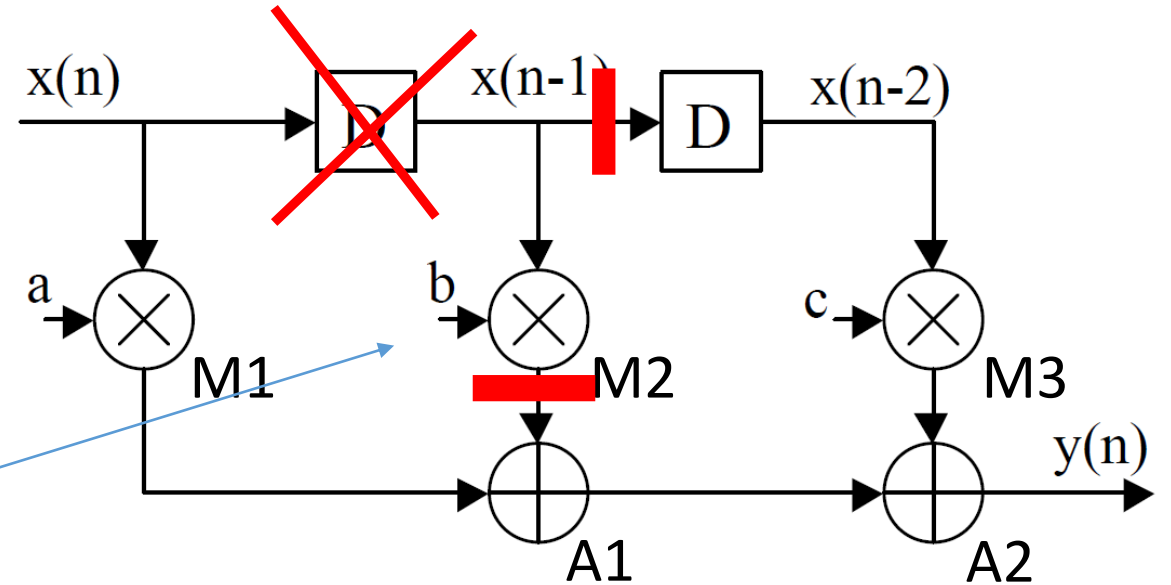 x(n)
D
x(n-1)
D
x(n-2)
a
b
c
M1
M2
M3
y(n)
A1
A2